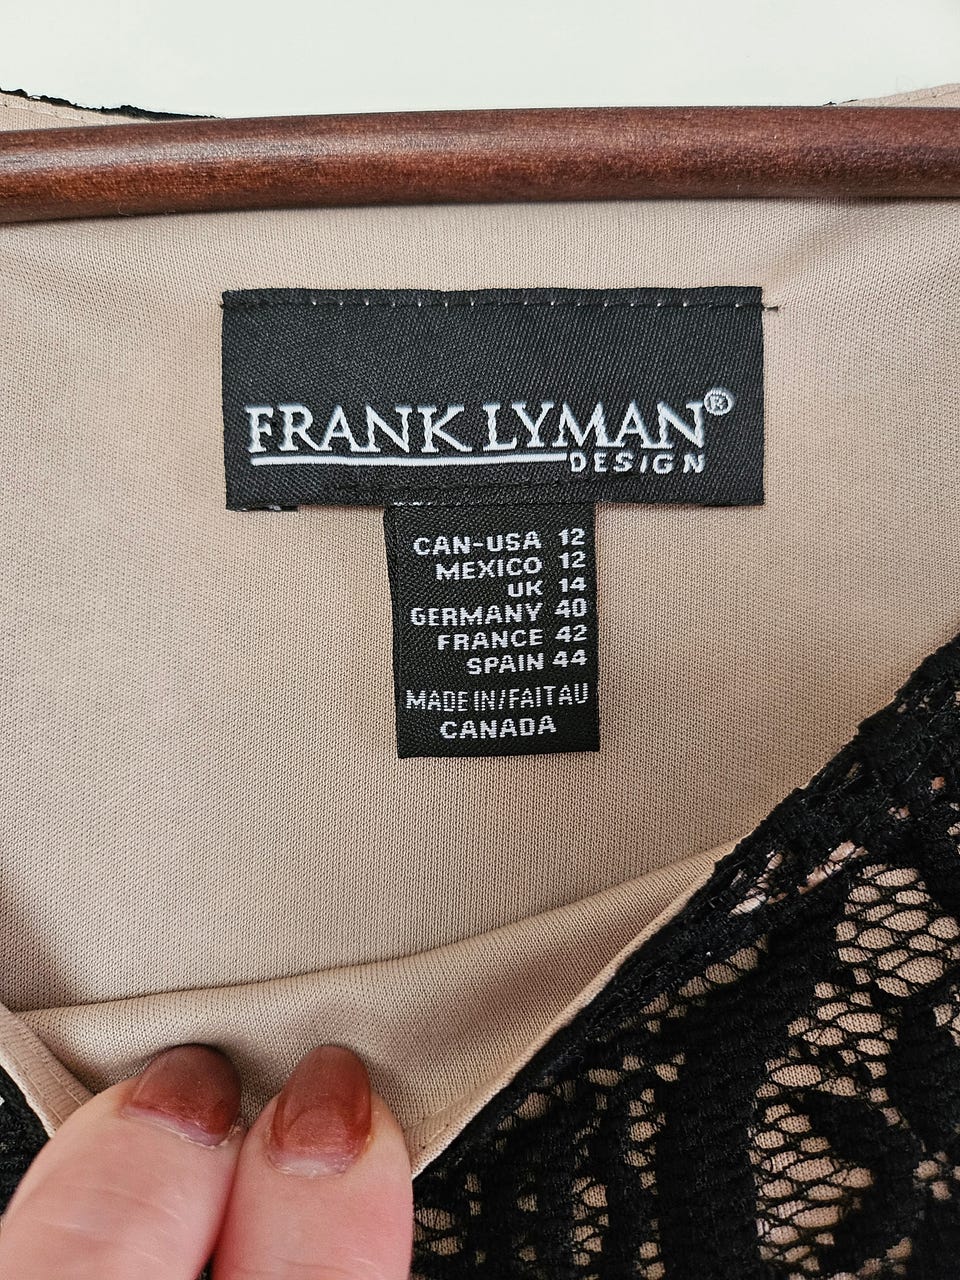 FRANK LYMAN®
DESIGN
CAN-USA 12
MEXICO 12
UK 14
GERMANY 40
FRANCE 42
SPAIN 44
MADE IN/FAIT AU
CANADA